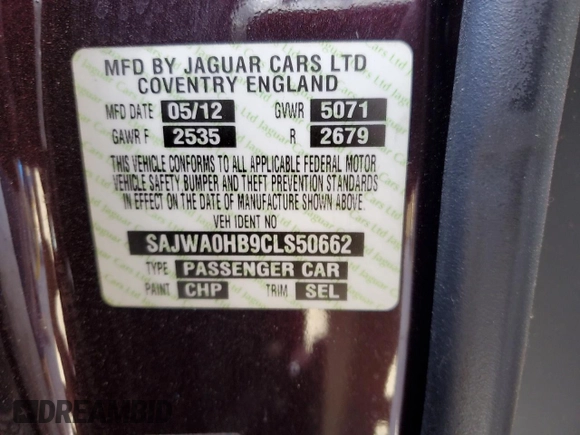 MFD BY JAGUAR CARS LTD
COVENTRY ENGLAND
MFD DATE 05/12 GVWR 5071
GAWR F 2535 R 2679
THIS VEHICLE CONFORMS TO ALL APPLICABLE FEDERAL MOTOR
VEHICLE SAFETY BUMPER AND THEFT PREVENTION STANDARDS
IN EFFECT ON THE DATE OF MANUFACTURE SHOWN ABOVE.
VEH IDENT NO
SAJWA0HB9CLS50662
TYPE PASSENGER CAR
PAINT CHP TRIM SEL
DREAMBID